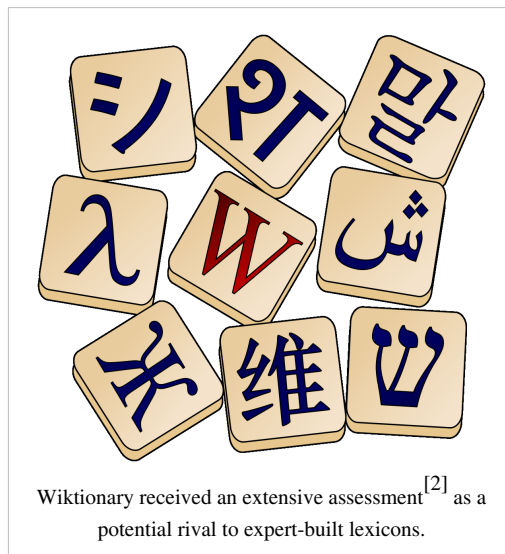 シ श 말
λ W ش
Ж 维 ש
Wiktionary received an extensive assessment[2] as a
potential rival to expert-built lexicons.